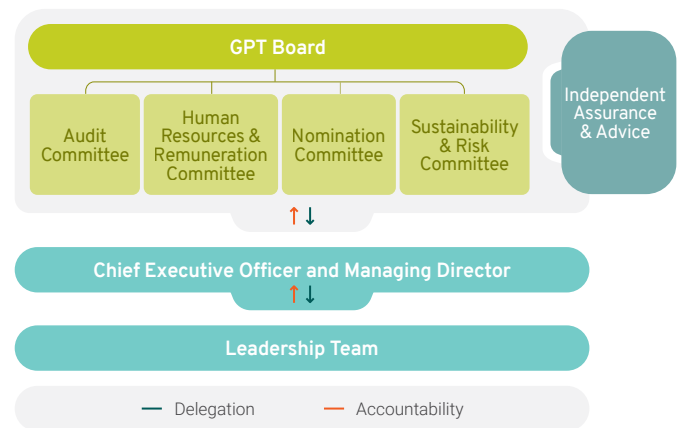 GPT Board
Audit
Committee
Human
Resources &
Remuneration
Committee
Nomination
Committee
Sustainability
& Risk
Committee
Independent
Assurance
& Advice
Chief Executive Officer and Managing Director
Leadership Team
Delegation
Accountability